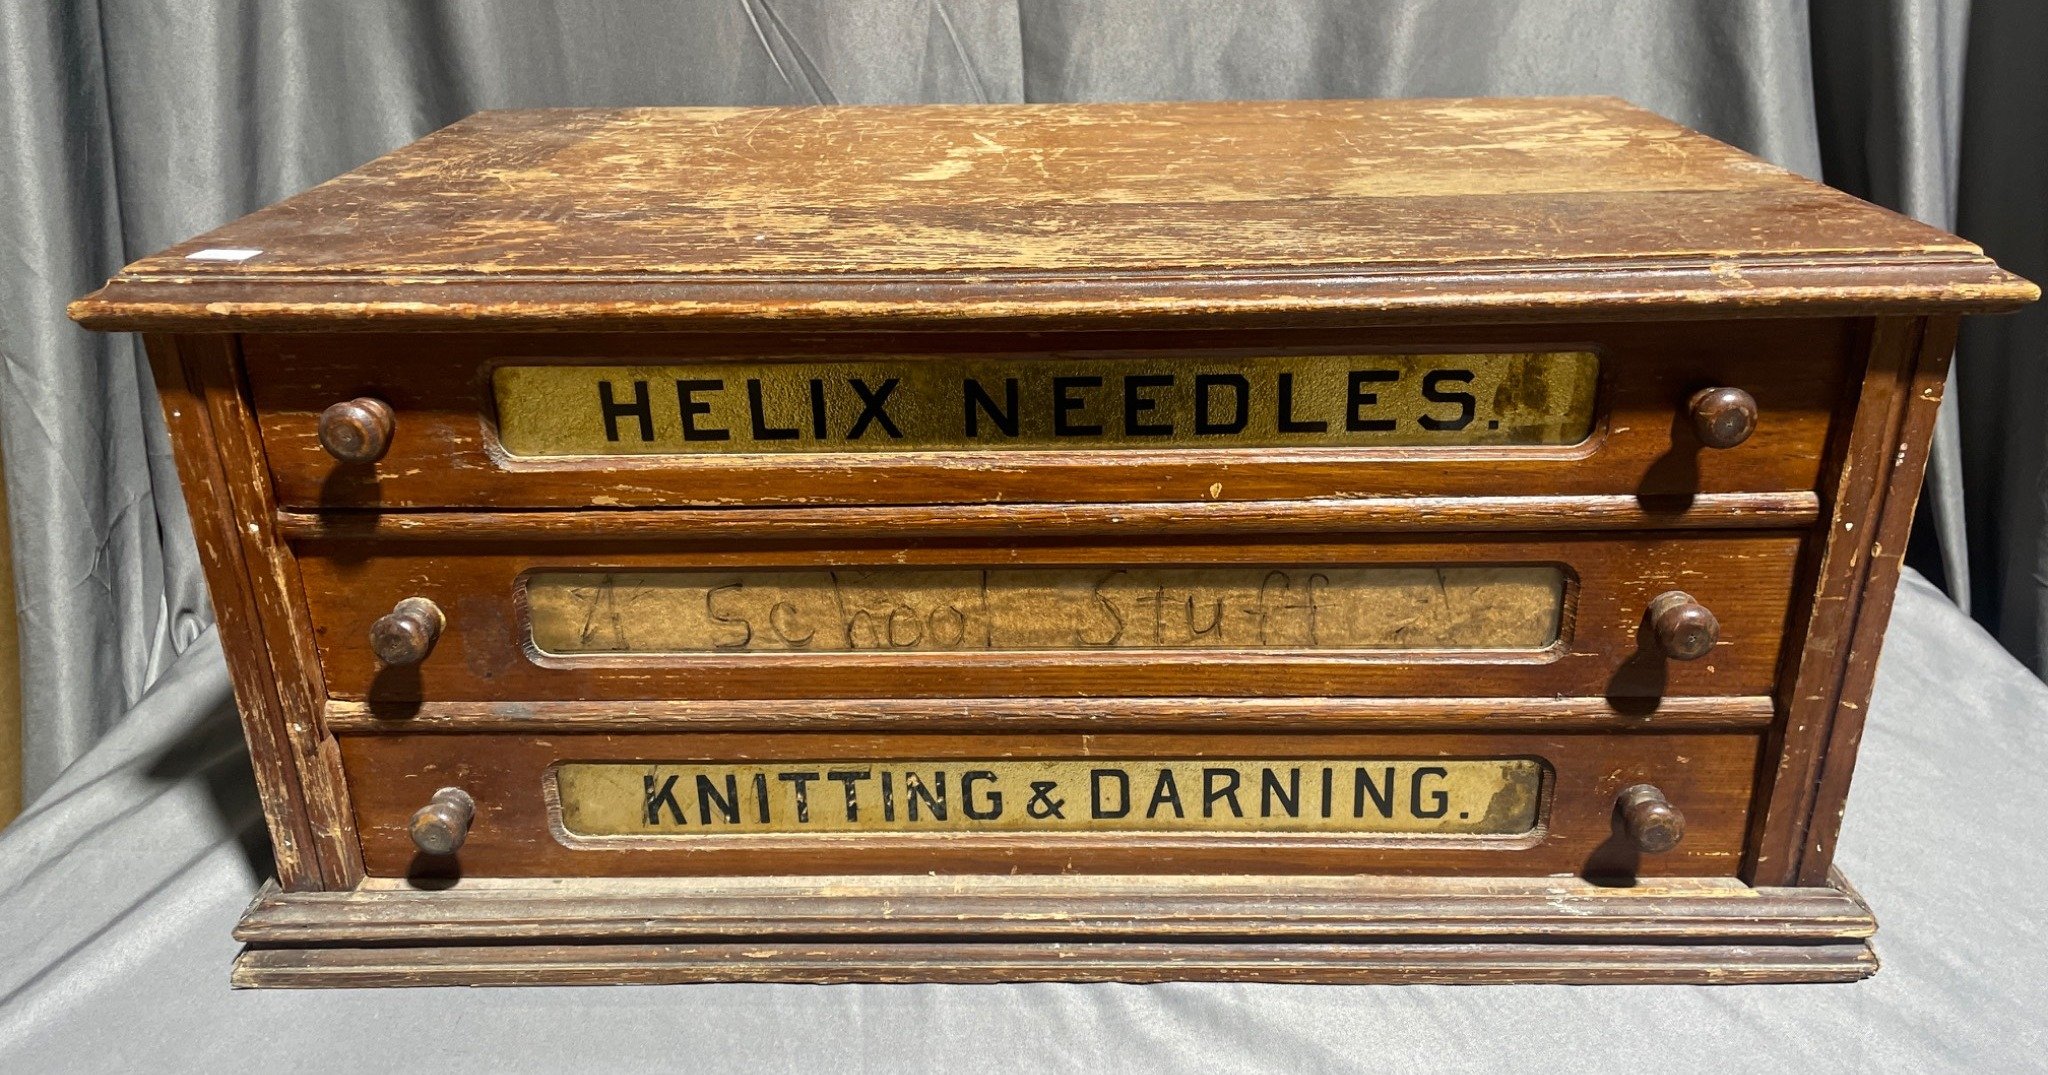 HELIX NEEDLES.
School Stuff
KNITTING & DARNING.